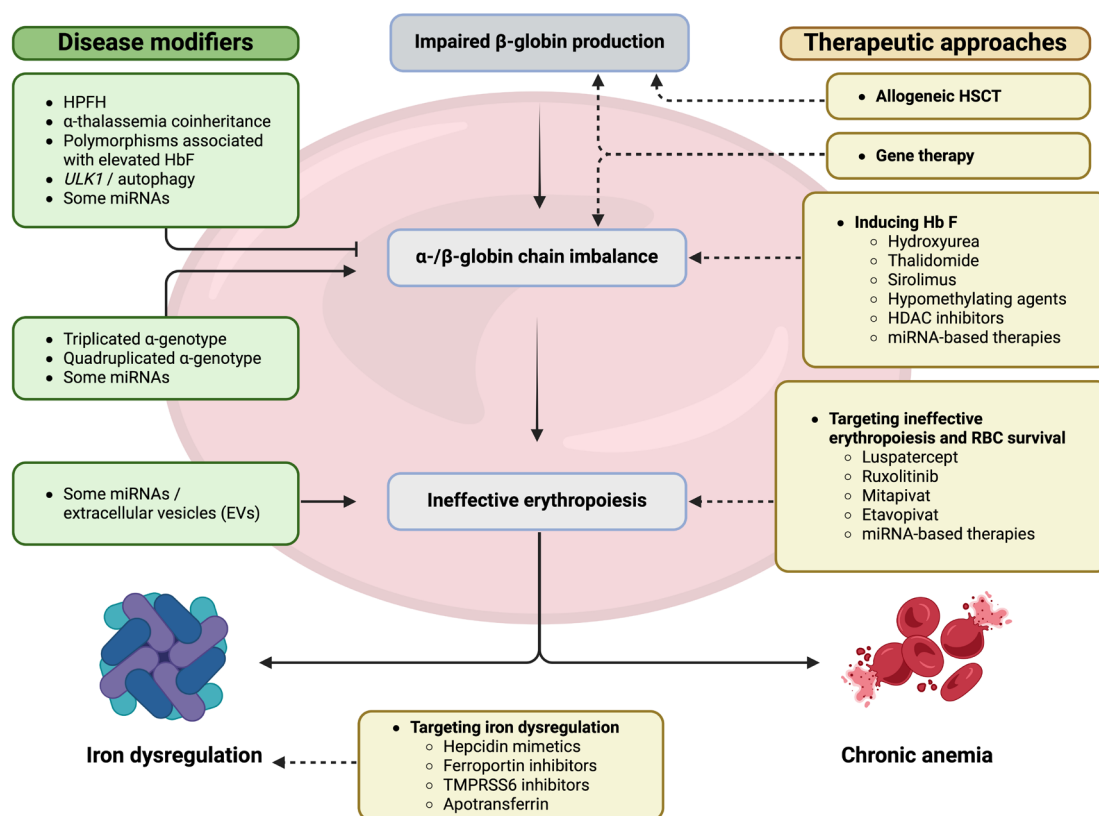 Disease modifiers
• HPFH
• α-thalassemia coinheritance
• Polymorphisms associated
with elevated HbF
• ULK1 / autophagy
• Some miRNAs
• Triplicated α-genotype
• Quadruplicated α-genotype
• Some miRNAs
• Some miRNAs /
extracellular vesicles (EVs)
Impaired β-globin production
α-/β-globin chain imbalance
Ineffective erythropoiesis
Therapeutic approaches
• Allogeneic HSCT
• Gene therapy
• Inducing Hb F
○ Hydroxyurea
○ Thalidomide
○ Sirolimus
○ Hypomethylating agents
○ HDAC inhibitors
○ miRNA-based therapies
• Targeting ineffective
erythropoiesis and RBC survival
○ Luspatercept
○ Ruxolitinib
○ Mitapivat
○ Etavopivat
○ miRNA-based therapies
Iron dysregulation
• Targeting iron dysregulation
○ Hepcidin mimetics
○ Ferroportin inhibitors
○ TMPRSS6 inhibitors
○ Apotransferrin
Chronic anemia